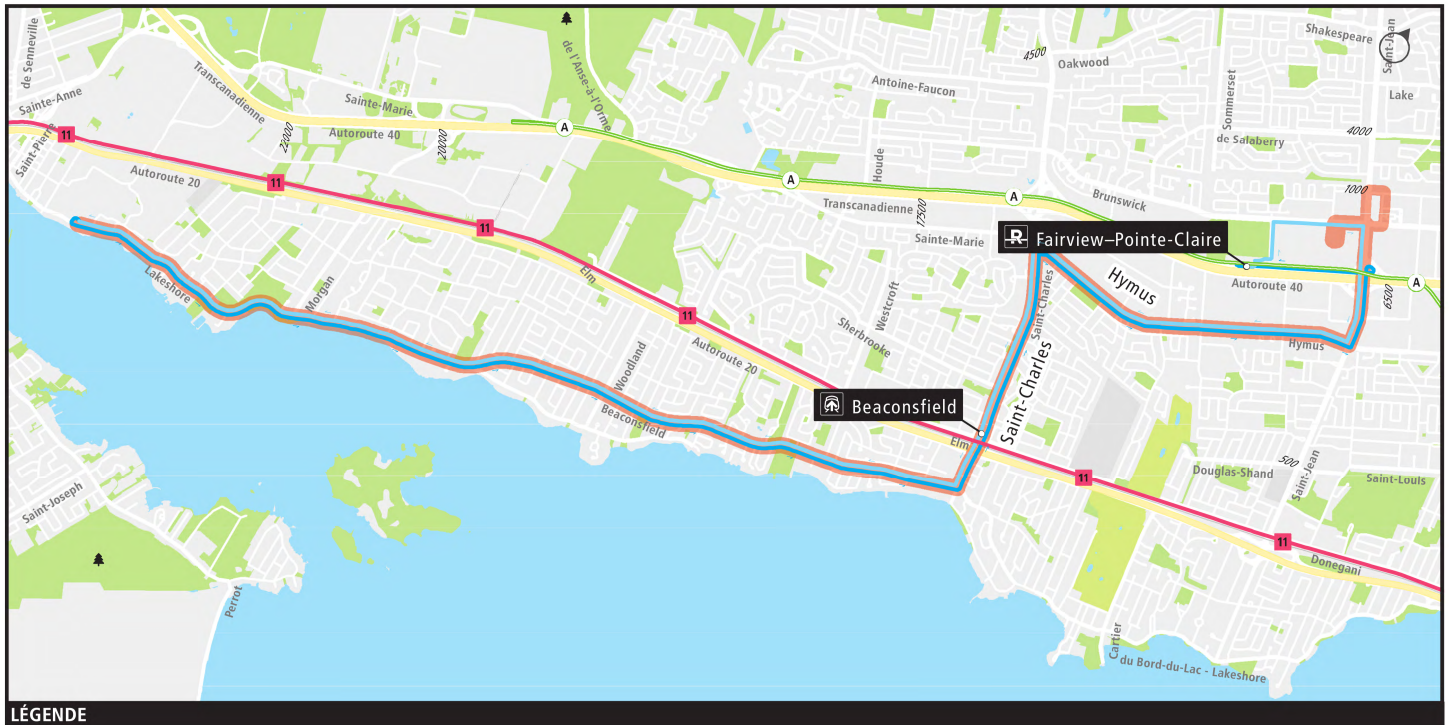 de Senneville
Sainte-Anne
Saint-Pierre
Transcanadienne
22000
Sainte-Marie
Autoroute 40
20000
de l'Anse-à-l'Orme
4500
Oakwood
Antoine-Faucon
Shakespeare
Saint-Jean
Lake
Sommerset
4000
de Salaberry
Houde
Brunswick
1000
A
A
A
A
11
11
11
11
11
11
Autoroute 20
Transcanadienne
17500
Sainte-Marie
R Fairview–Pointe-Claire
Autoroute 40
6500
Hymus
Hymus
Saint-Charles
Saint-Charles
Lakeshore
Morgan
Elm
Westcroft
Sherbrooke
Autoroute 20
Woodland
Beaconsfield
Beaconsfield
Elm
Douglas-Shand
500
Saint-Jean
Saint-Louis
Saint-Joseph
Perrot
Donegani
Cartier
du Bord-du-Lac - Lakeshore
LÉGENDE